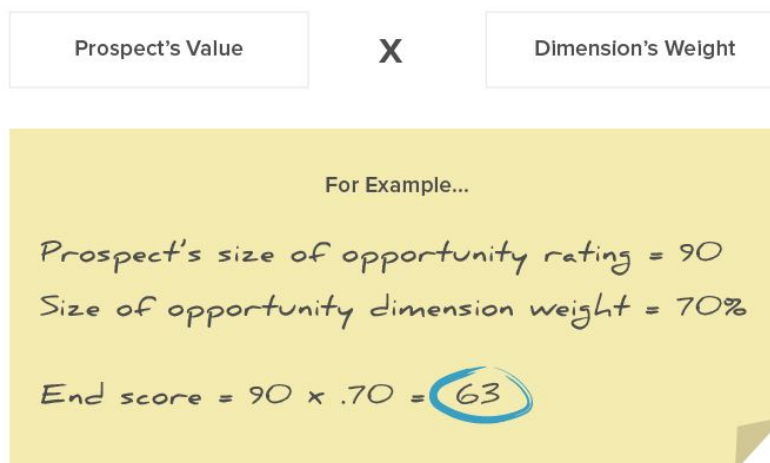 Prospect's Value X Dimension's Weight
For Example...
Prospect's size of opportunity rating = 90
Size of opportunity dimension weight = 70%
End score = 90 x .70 = 63